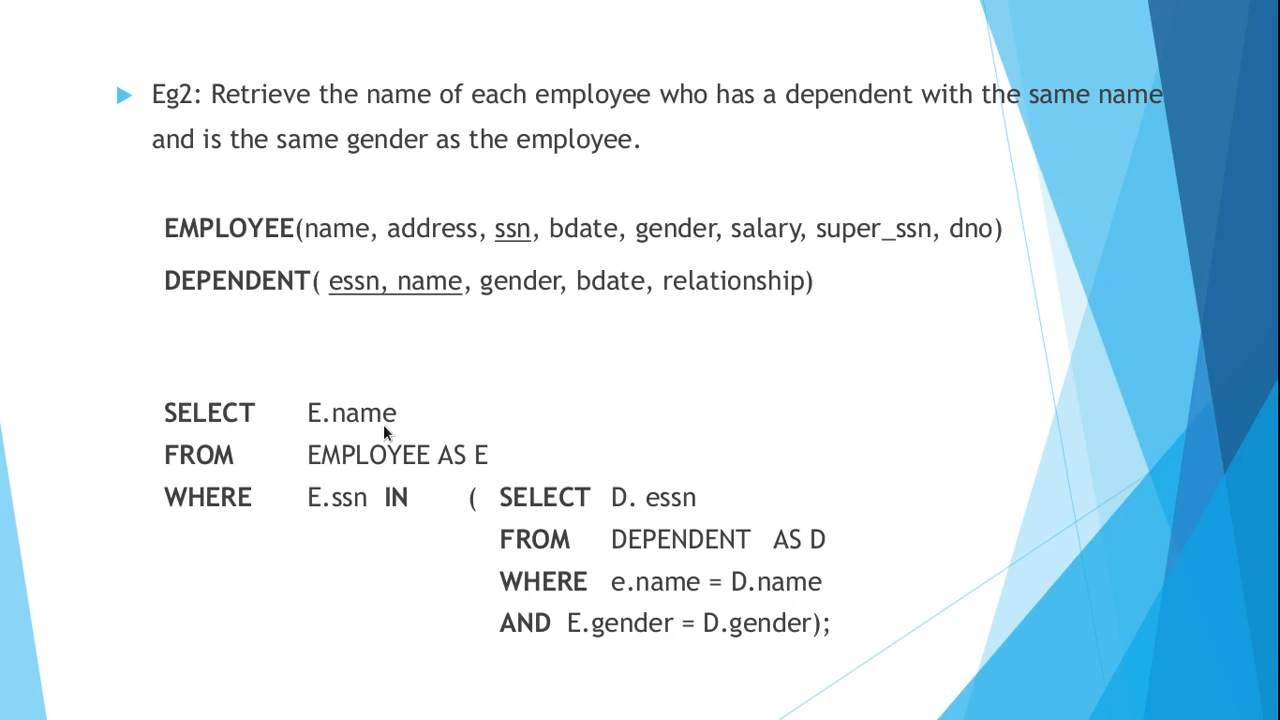 Eg2: Retrieve the name of each employee who has a dependent with the same name
and is the same gender as the employee.
EMPLOYEE(name, address, ssn, bdate, gender, salary, super_ssn, dno)
DEPENDENT( essn, name, gender, bdate, relationship)
SELECT E.name
FROM EMPLOYEE AS E
WHERE E.ssn IN ( SELECT D. essn
FROM DEPENDENT AS D
WHERE e.name = D.name
AND E.gender = D.gender);